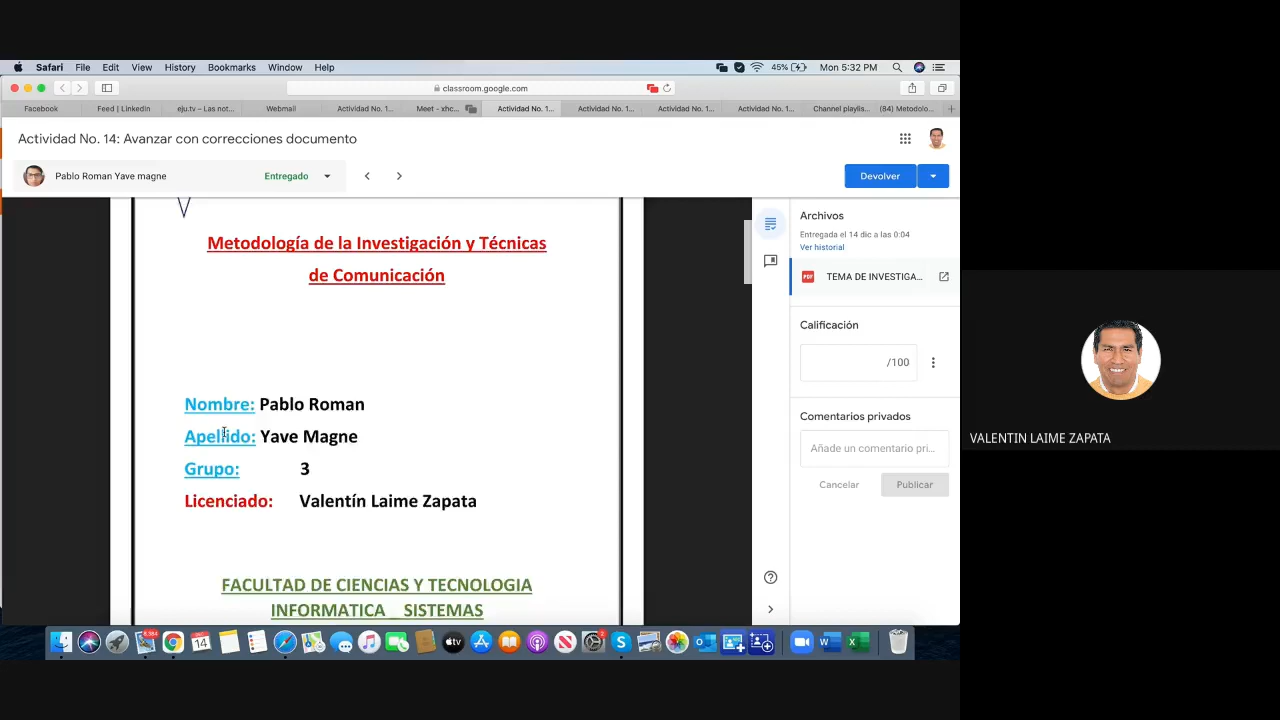 Safari File Edit View History Bookmarks Window Help 45% Mon 5:32 PM
classroom.google.com
Facebook Feed | LinkedIn eju.tv – Las not... Webmail Actividad No. 1... Meet – xhc... Actividad No. 1... Actividad No. 1... Actividad No. 1... Actividad No. 1... Channel playlis... (84) Metodolo...
Actividad No. 14: Avanzar con correcciones documento
Pablo Roman Yave magne Entregado Devolver
Metodología de la Investigación y Técnicas
de Comunicación
Nombre: Pablo Roman
Apellido: Yave Magne
Grupo: 3
Licenciado: Valentín Laime Zapata
FACULTAD DE CIENCIAS Y TECNOLOGIA
INFORMATICA _ SISTEMAS
Archivos
Entregada el 14 dic a las 0:04
Ver historial
PDF TEMA DE INVESTIGA...
Calificación
/100
Comentarios privados
Añade un comentario pri...
Cancelar Publicar
VALENTIN LAIME ZAPATA